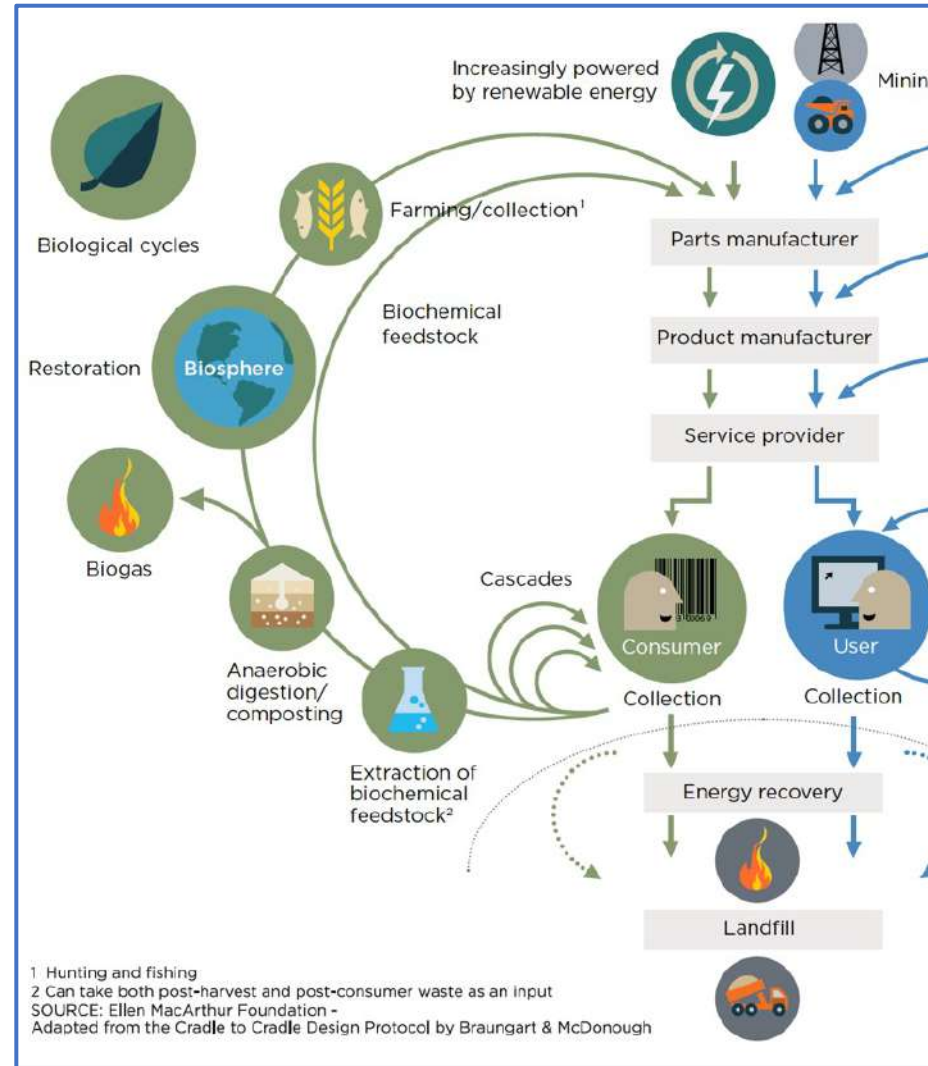 Increasingly powered
by renewable energy
Minin
Biological cycles
Farming/collection¹
Parts manufacturer
Biochemical
feedstock
Product manufacturer
Restoration
Biosphere
Service provider
Biogas
Cascades
Consumer
User
Anaerobic
digestion/
composting
Collection
Collection
Extraction of
biochemical
feedstock²
Energy recovery
Landfill
1 Hunting and fishing
2 Can take both post-harvest and post-consumer waste as an input
SOURCE: Ellen MacArthur Foundation -
Adapted from the Cradle to Cradle Design Protocol by Braungart & McDonough